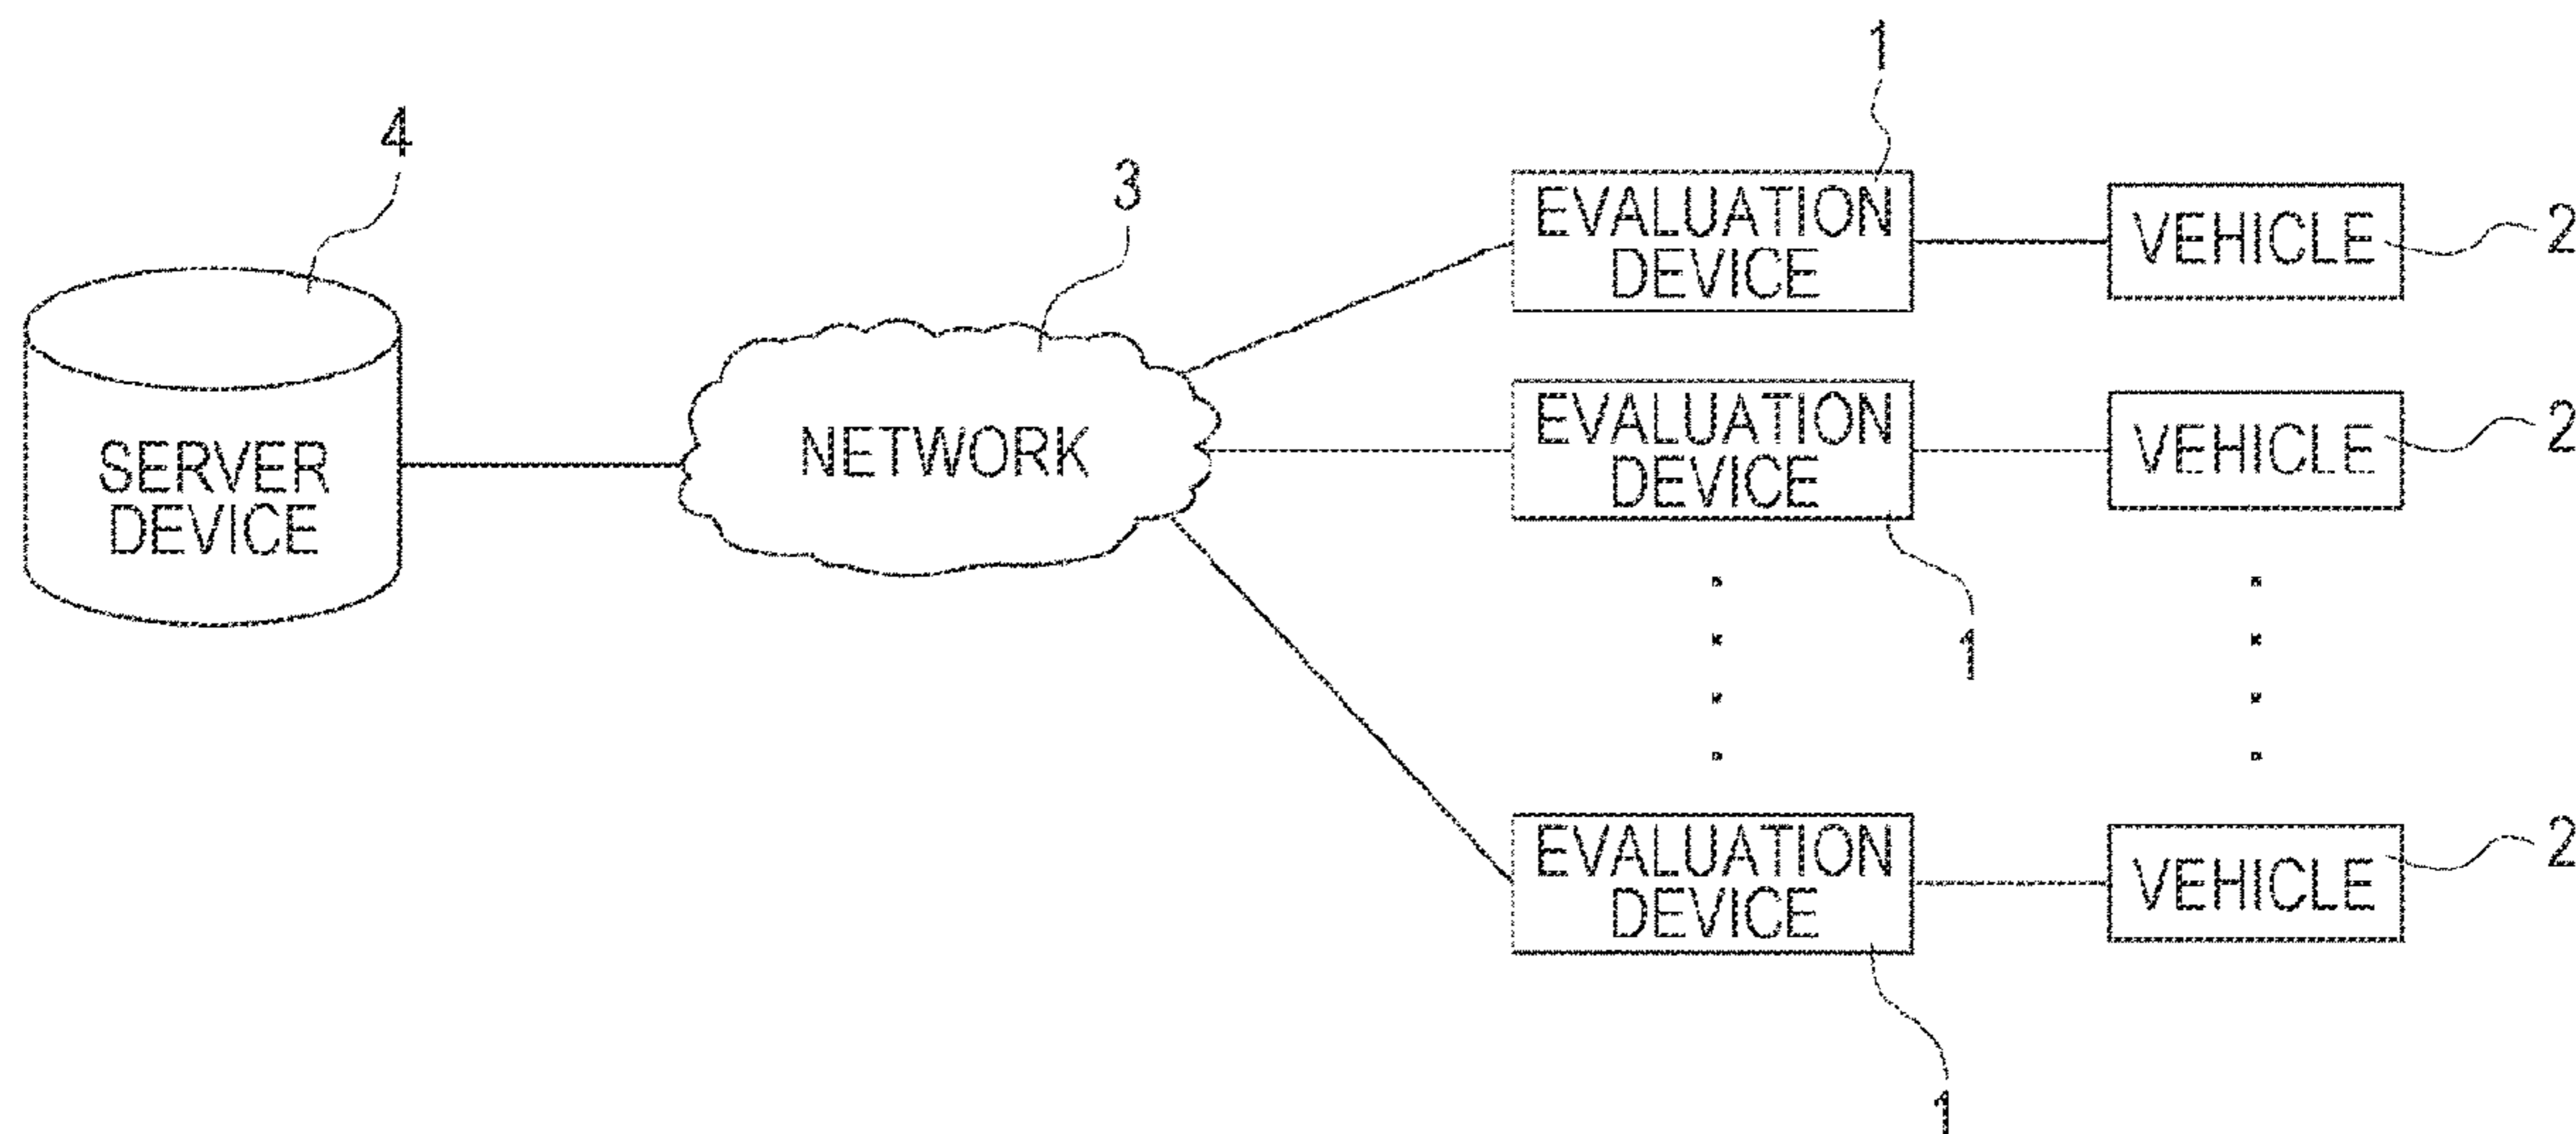 1
4
3
EVALUATION
DEVICE
VEHICLE
2
SERVER
DEVICE
NETWORK
EVALUATION
DEVICE
VEHICLE
2
1
EVALUATION
DEVICE
VEHICLE
2
1